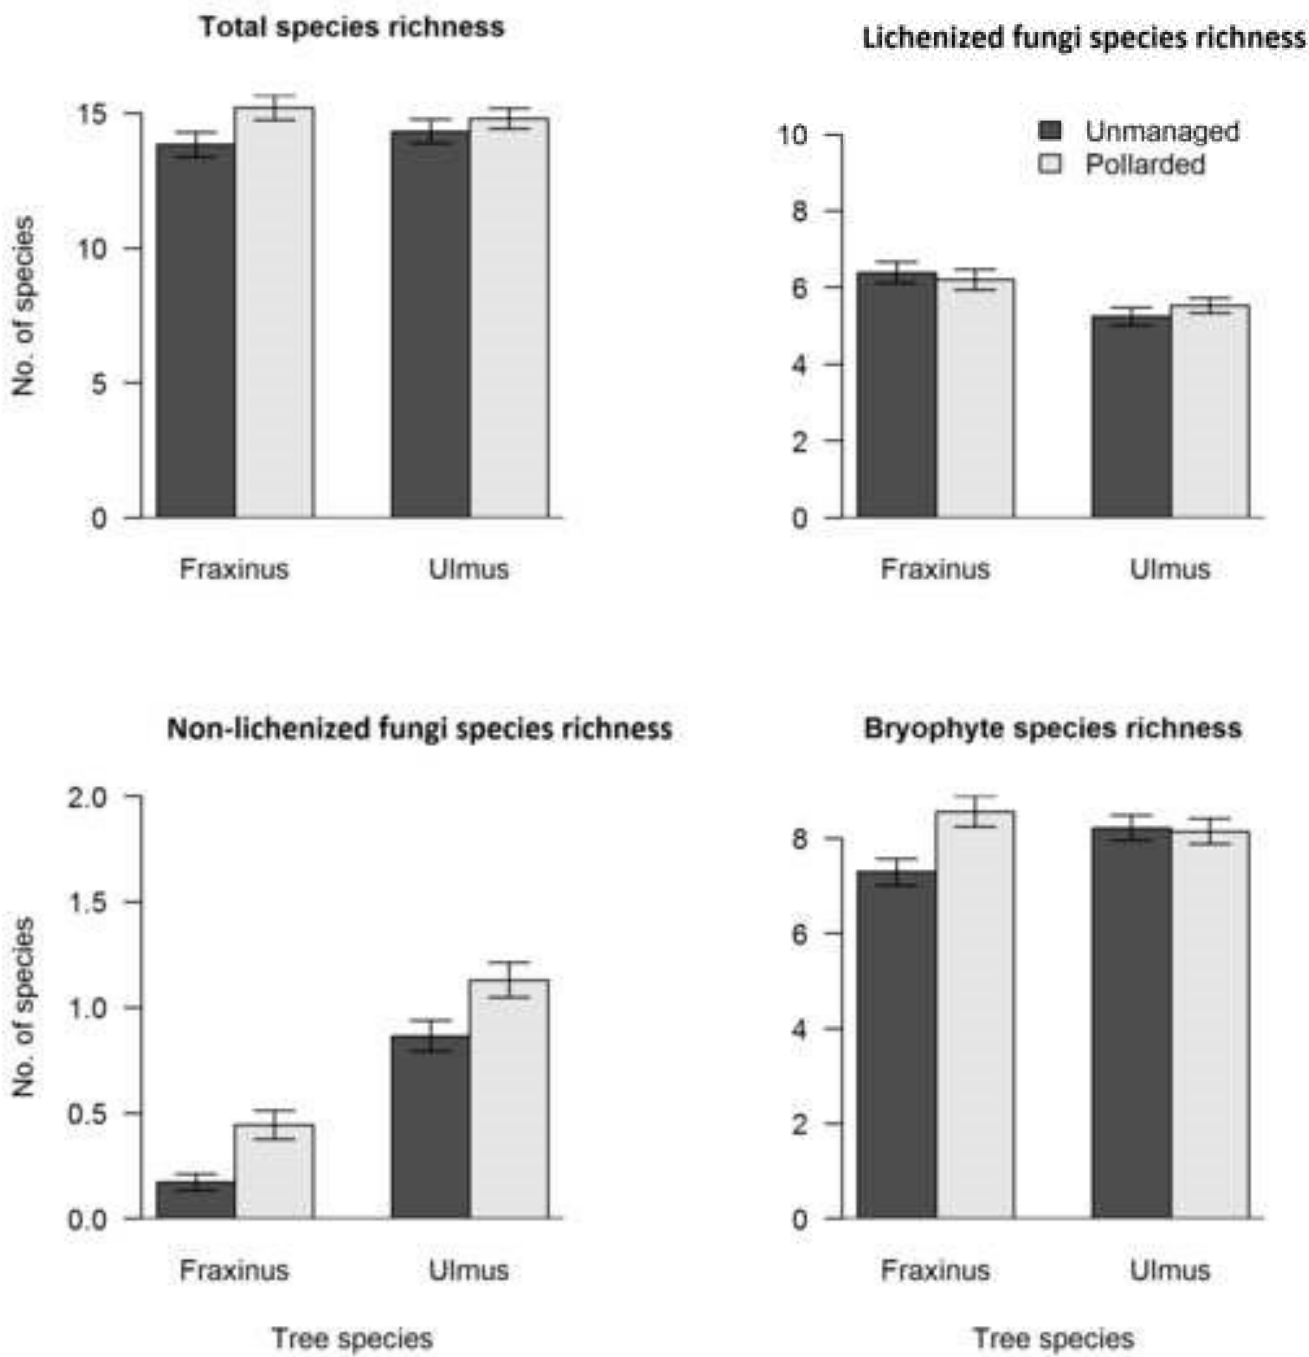 Total species richness
No. of species
15
10
5
0
Fraxinus Ulmus
Lichenized fungi species richness
Unmanaged
Pollarded
10
8
6
4
2
0
Fraxinus Ulmus
Non-lichenized fungi species richness
No. of species
2.0
1.5
1.0
0.5
0.0
Fraxinus Ulmus
Tree species
Bryophyte species richness
8
6
4
2
0
Fraxinus Ulmus
Tree species